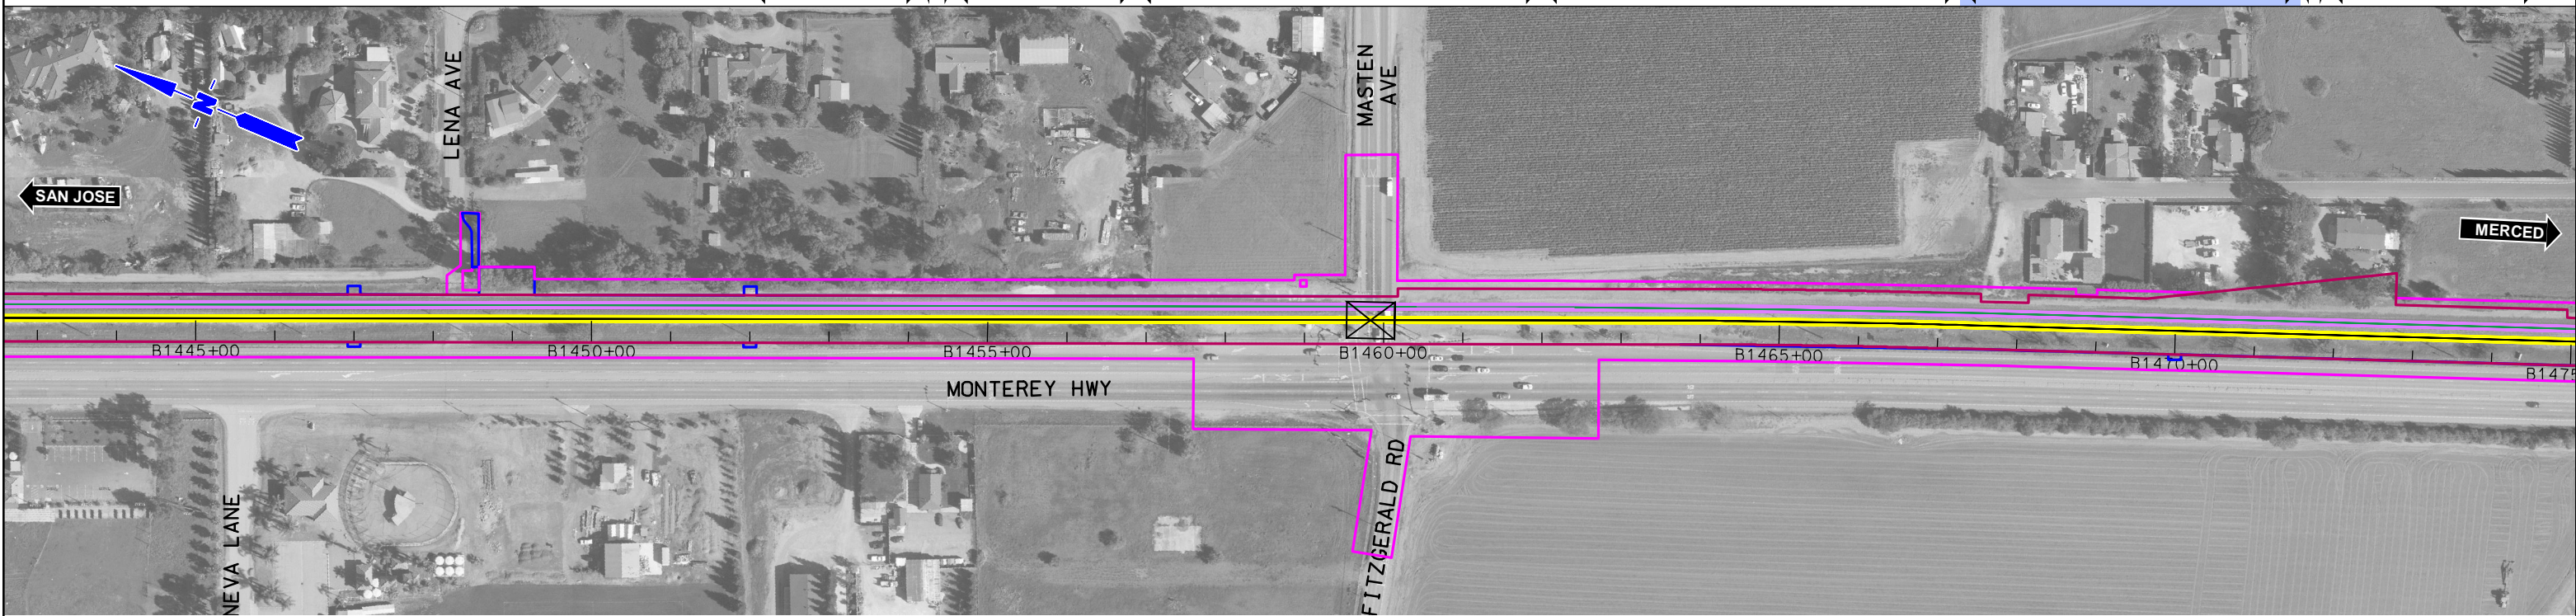 LENA AVE
MASTEN
AVE
N
SAN JOSE
MERCED
B1445+00
B1450+00
B1455+00
B1460+00
B1465+00
B1470+00
B1475
MONTEREY HWY
NEVA LANE
FITZGERALD RD